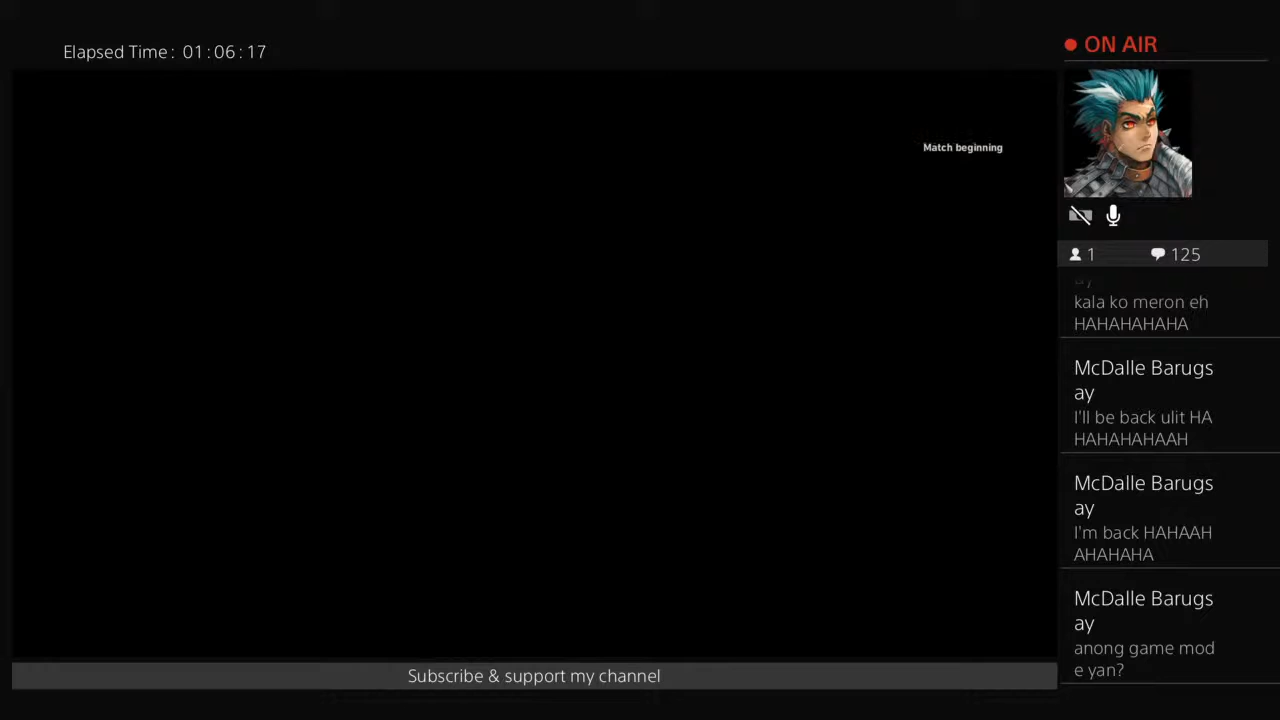 Elapsed Time: 01:06:17
ON AIR
Match beginning
1 125
ay
kala ko meron eh
HAHAHAHAHA
McDalle Barugs
ay
I'll be back ulit HA
HAHAHAHAAH
McDalle Barugs
ay
I'm back HAHAAH
AHAHAHA
McDalle Barugs
ay
anong game mod
e yan?
Subscribe & support my channel